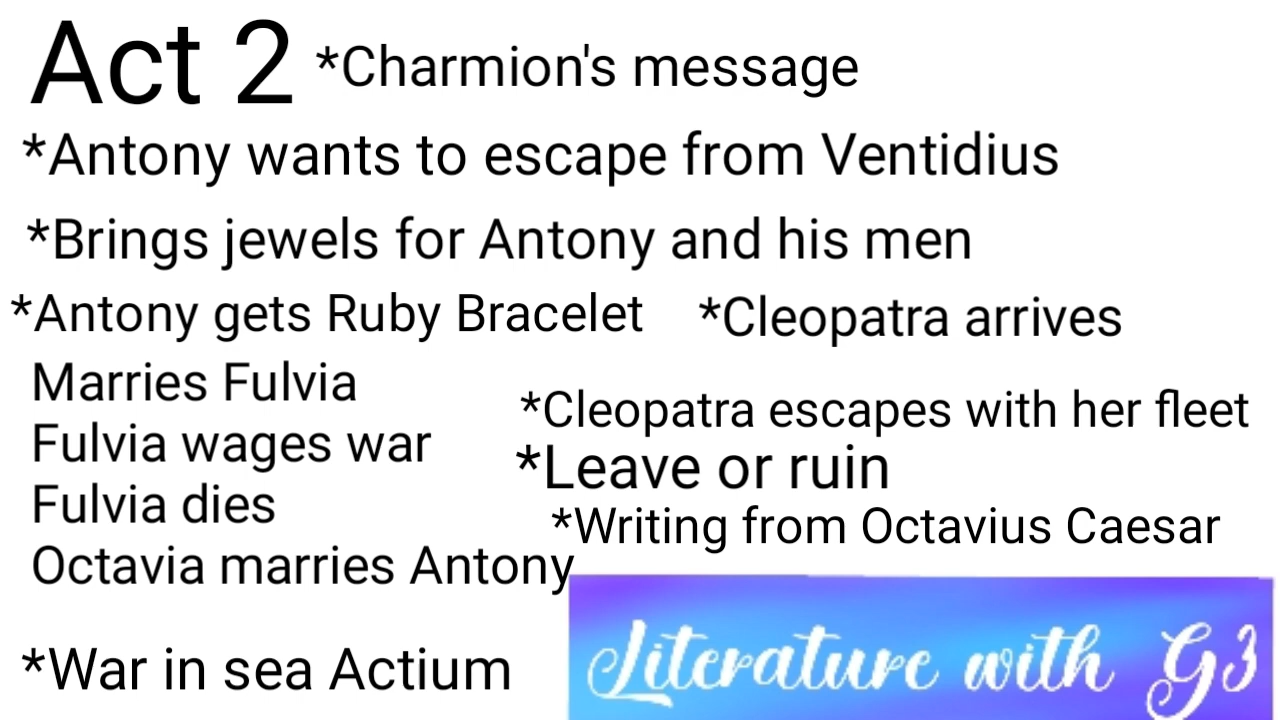 Act 2 *Charmion's message
*Antony wants to escape from Ventidius
*Brings jewels for Antony and his men
*Antony gets Ruby Bracelet
*Cleopatra arrives
Marries Fulvia
Fulvia wages war
Fulvia dies
Octavia marries Antony
*Cleopatra escapes with her fleet
*Leave or ruin
*Writing from Octavius Caesar
*War in sea Actium
Literature with G3